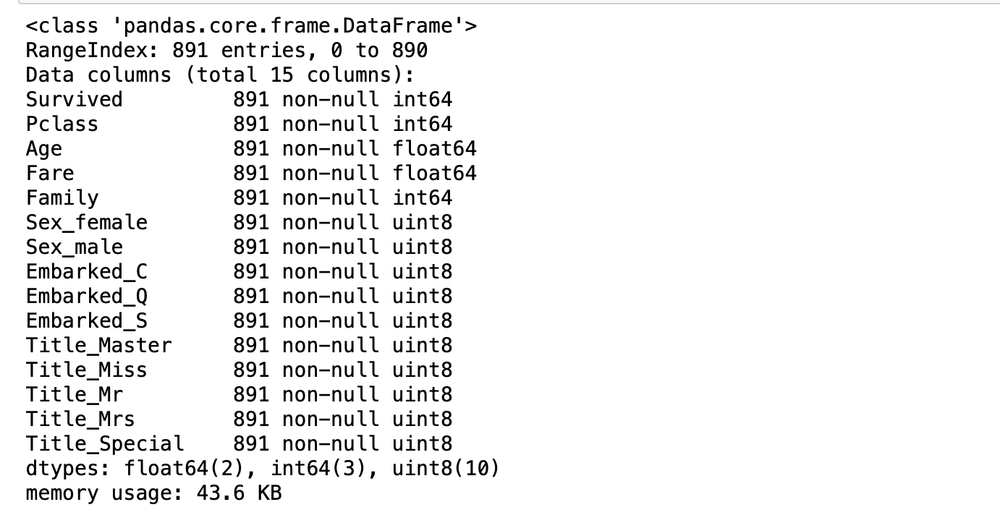 <class 'pandas.core.frame.DataFrame'>
RangeIndex: 891 entries, 0 to 890
Data columns (total 15 columns):
Survived         891 non-null int64
Pclass           891 non-null int64
Age              891 non-null float64
Fare             891 non-null float64
Family           891 non-null int64
Sex_female       891 non-null uint8
Sex_male         891 non-null uint8
Embarked_C       891 non-null uint8
Embarked_Q       891 non-null uint8
Embarked_S       891 non-null uint8
Title_Master     891 non-null uint8
Title_Miss       891 non-null uint8
Title_Mr         891 non-null uint8
Title_Mrs        891 non-null uint8
Title_Special    891 non-null uint8
dtypes: float64(2), int64(3), uint8(10)
memory usage: 43.6 KB